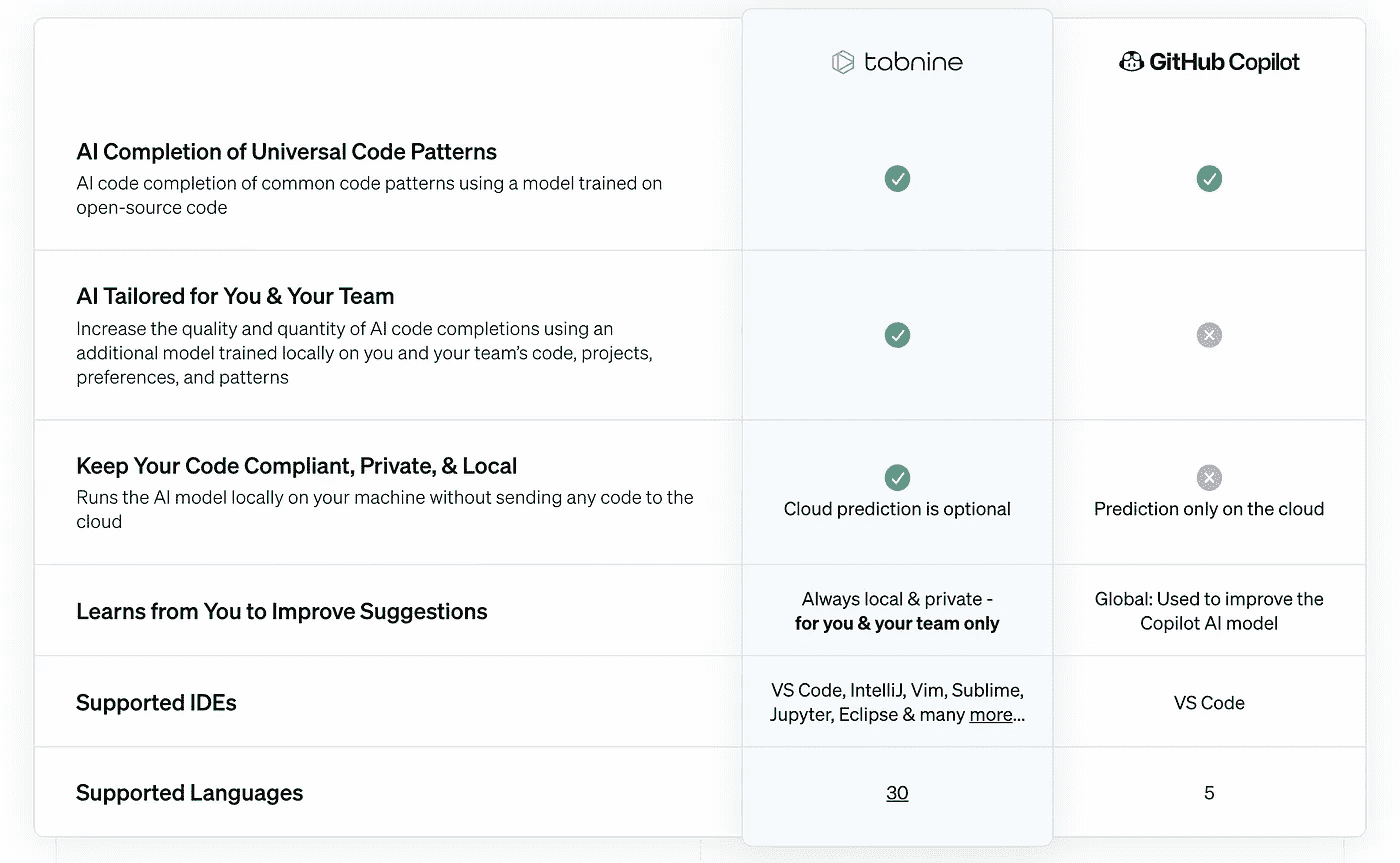 tabnine
GitHub Copilot
AI Completion of Universal Code Patterns
AI code completion of common code patterns using a model trained on
open-source code
AI Tailored for You & Your Team
Increase the quality and quantity of AI code completions using an
additional model trained locally on you and your team's code, projects,
preferences, and patterns
Keep Your Code Compliant, Private, & Local
Runs the AI model locally on your machine without sending any code to the
cloud
Cloud prediction is optional
Prediction only on the cloud
Learns from You to Improve Suggestions
Always local & private -
for you & your team only
Global: Used to improve the
Copilot AI model
Supported IDEs
VS Code, IntelliJ, Vim, Sublime,
Jupyter, Eclipse & many more...
VS Code
Supported Languages
30
5